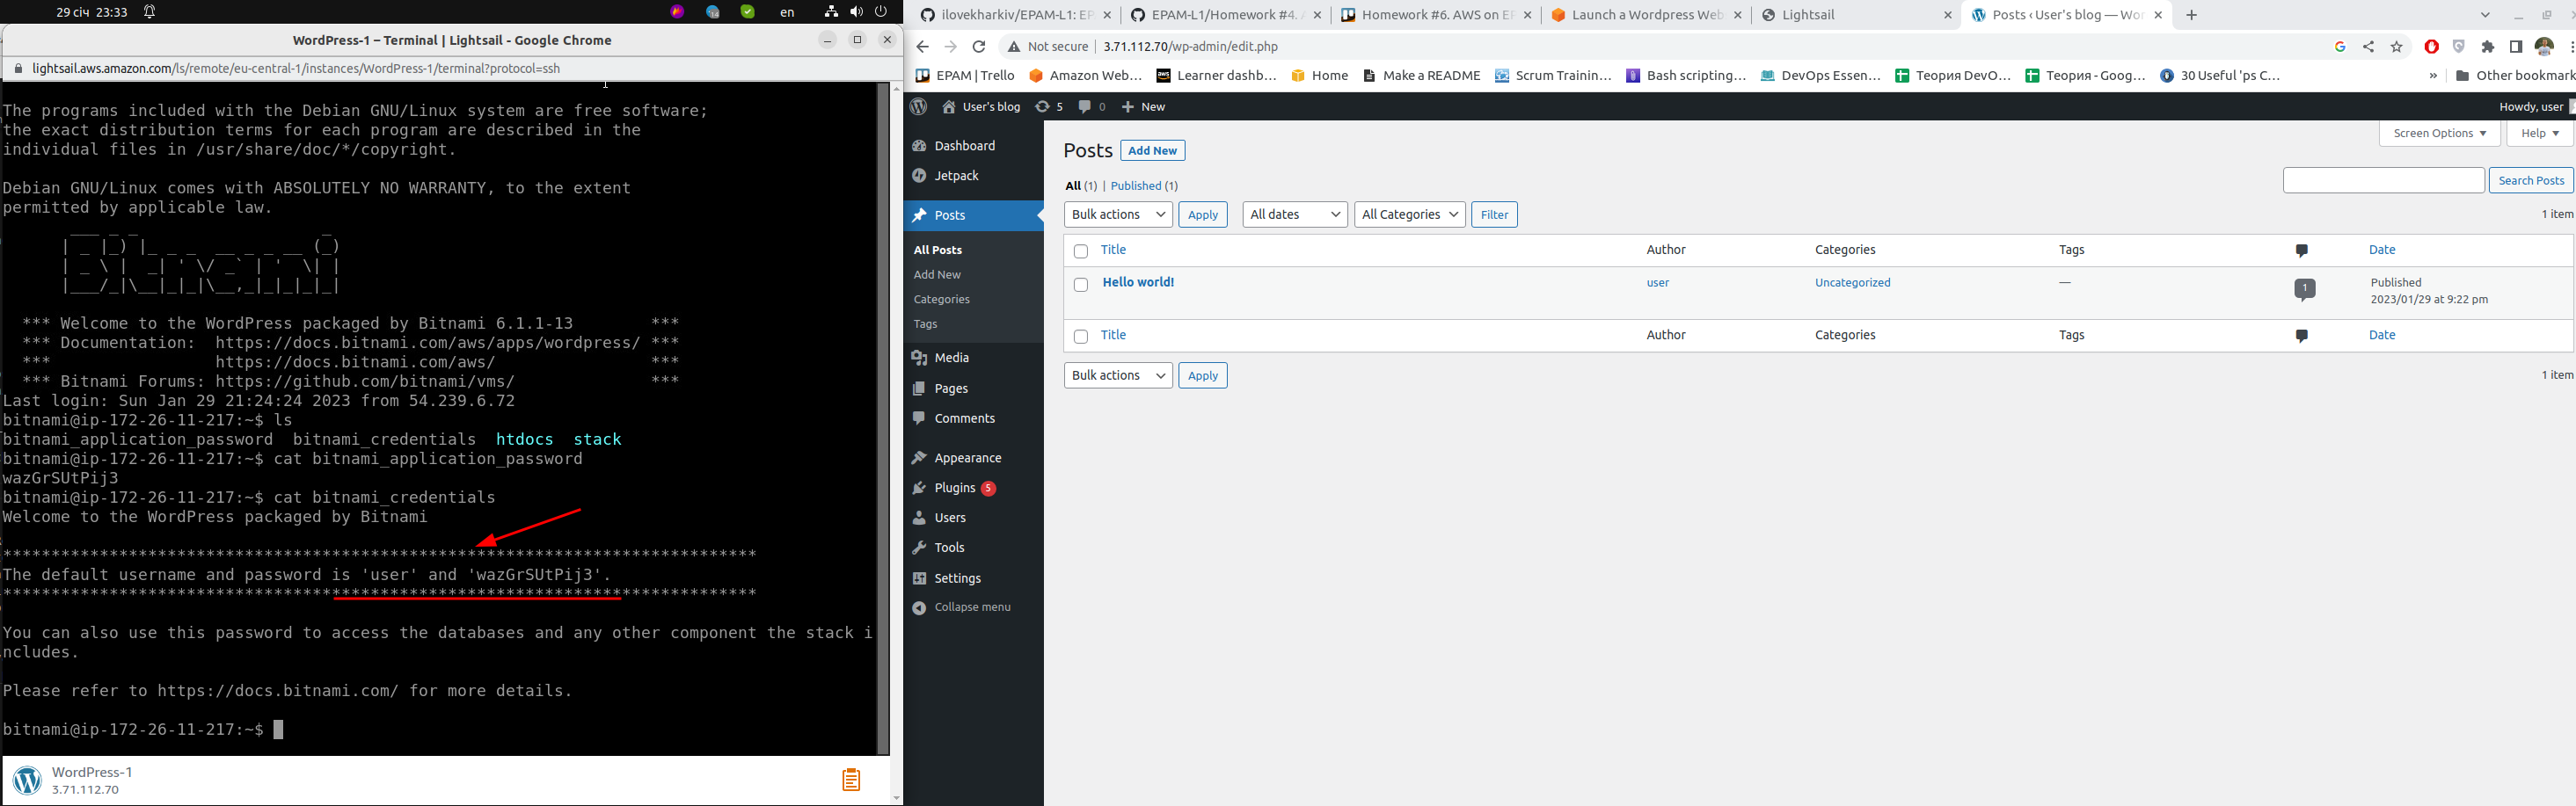 29 січ 23:33
en
WordPress-1 – Terminal | Lightsail - Google Chrome
lightsail.aws.amazon.com/ls/remote/eu-central-1/instances/WordPress-1/terminal?protocol=ssh
The programs included with the Debian GNU/Linux system are free software;
the exact distribution terms for each program are described in the
individual files in /usr/share/doc/*/copyright.
Debian GNU/Linux comes with ABSOLUTELY NO WARRANTY, to the extent
permitted by applicable law.
*** Welcome to the WordPress packaged by Bitnami 6.1.1-13 ***
*** Documentation: https://docs.bitnami.com/aws/apps/wordpress/ ***
*** https://docs.bitnami.com/aws/ ***
*** Bitnami Forums: https://github.com/bitnami/vms/ ***
Last login: Sun Jan 29 21:24:24 2023 from 54.239.6.72
bitnami@ip-172-26-11-217:~$ ls
bitnami_application_password bitnami_credentials htdocs stack
bitnami@ip-172-26-11-217:~$ cat bitnami_application_password
wazGrSUtPij3
bitnami@ip-172-26-11-217:~$ cat bitnami_credentials
Welcome to the WordPress packaged by Bitnami
******************************************************************************
The default username and password is 'user' and 'wazGrSUtPij3'.
******************************************************************************
You can also use this password to access the databases and any other component the stack i
ncludes.
Please refer to https://docs.bitnami.com/ for more details.
bitnami@ip-172-26-11-217:~$
WordPress-1
3.71.112.70
ilovekharkiv/EPAM-L1: EP
EPAM-L1/Homework #4.
Homework #6. AWS on EP
Launch a Wordpress Web
Lightsail
Posts ‹ User's blog — Wor
Not secure | 3.71.112.70/wp-admin/edit.php
EPAM | Trello
Amazon Web…
Learner dashb…
Home
Make a README
Scrum Trainin…
Bash scripting…
DevOps Essen…
Теория DevO…
Теория - Goog…
30 Useful 'ps C…
»
Other bookmark
User's blog 5 0 + New
Howdy, user
Dashboard
Jetpack
Posts
All Posts
Add New
Categories
Tags
Media
Pages
Comments
Appearance
Plugins 5
Users
Tools
Settings
Collapse menu
Screen Options
Help
Posts Add New
All (1) | Published (1)
Search Posts
Bulk actions Apply All dates All Categories Filter
1 item
Title Author Categories Tags Date
Hello world! user Uncategorized — 1 Published
2023/01/29 at 9:22 pm
Title Author Categories Tags Date
Bulk actions Apply
1 item